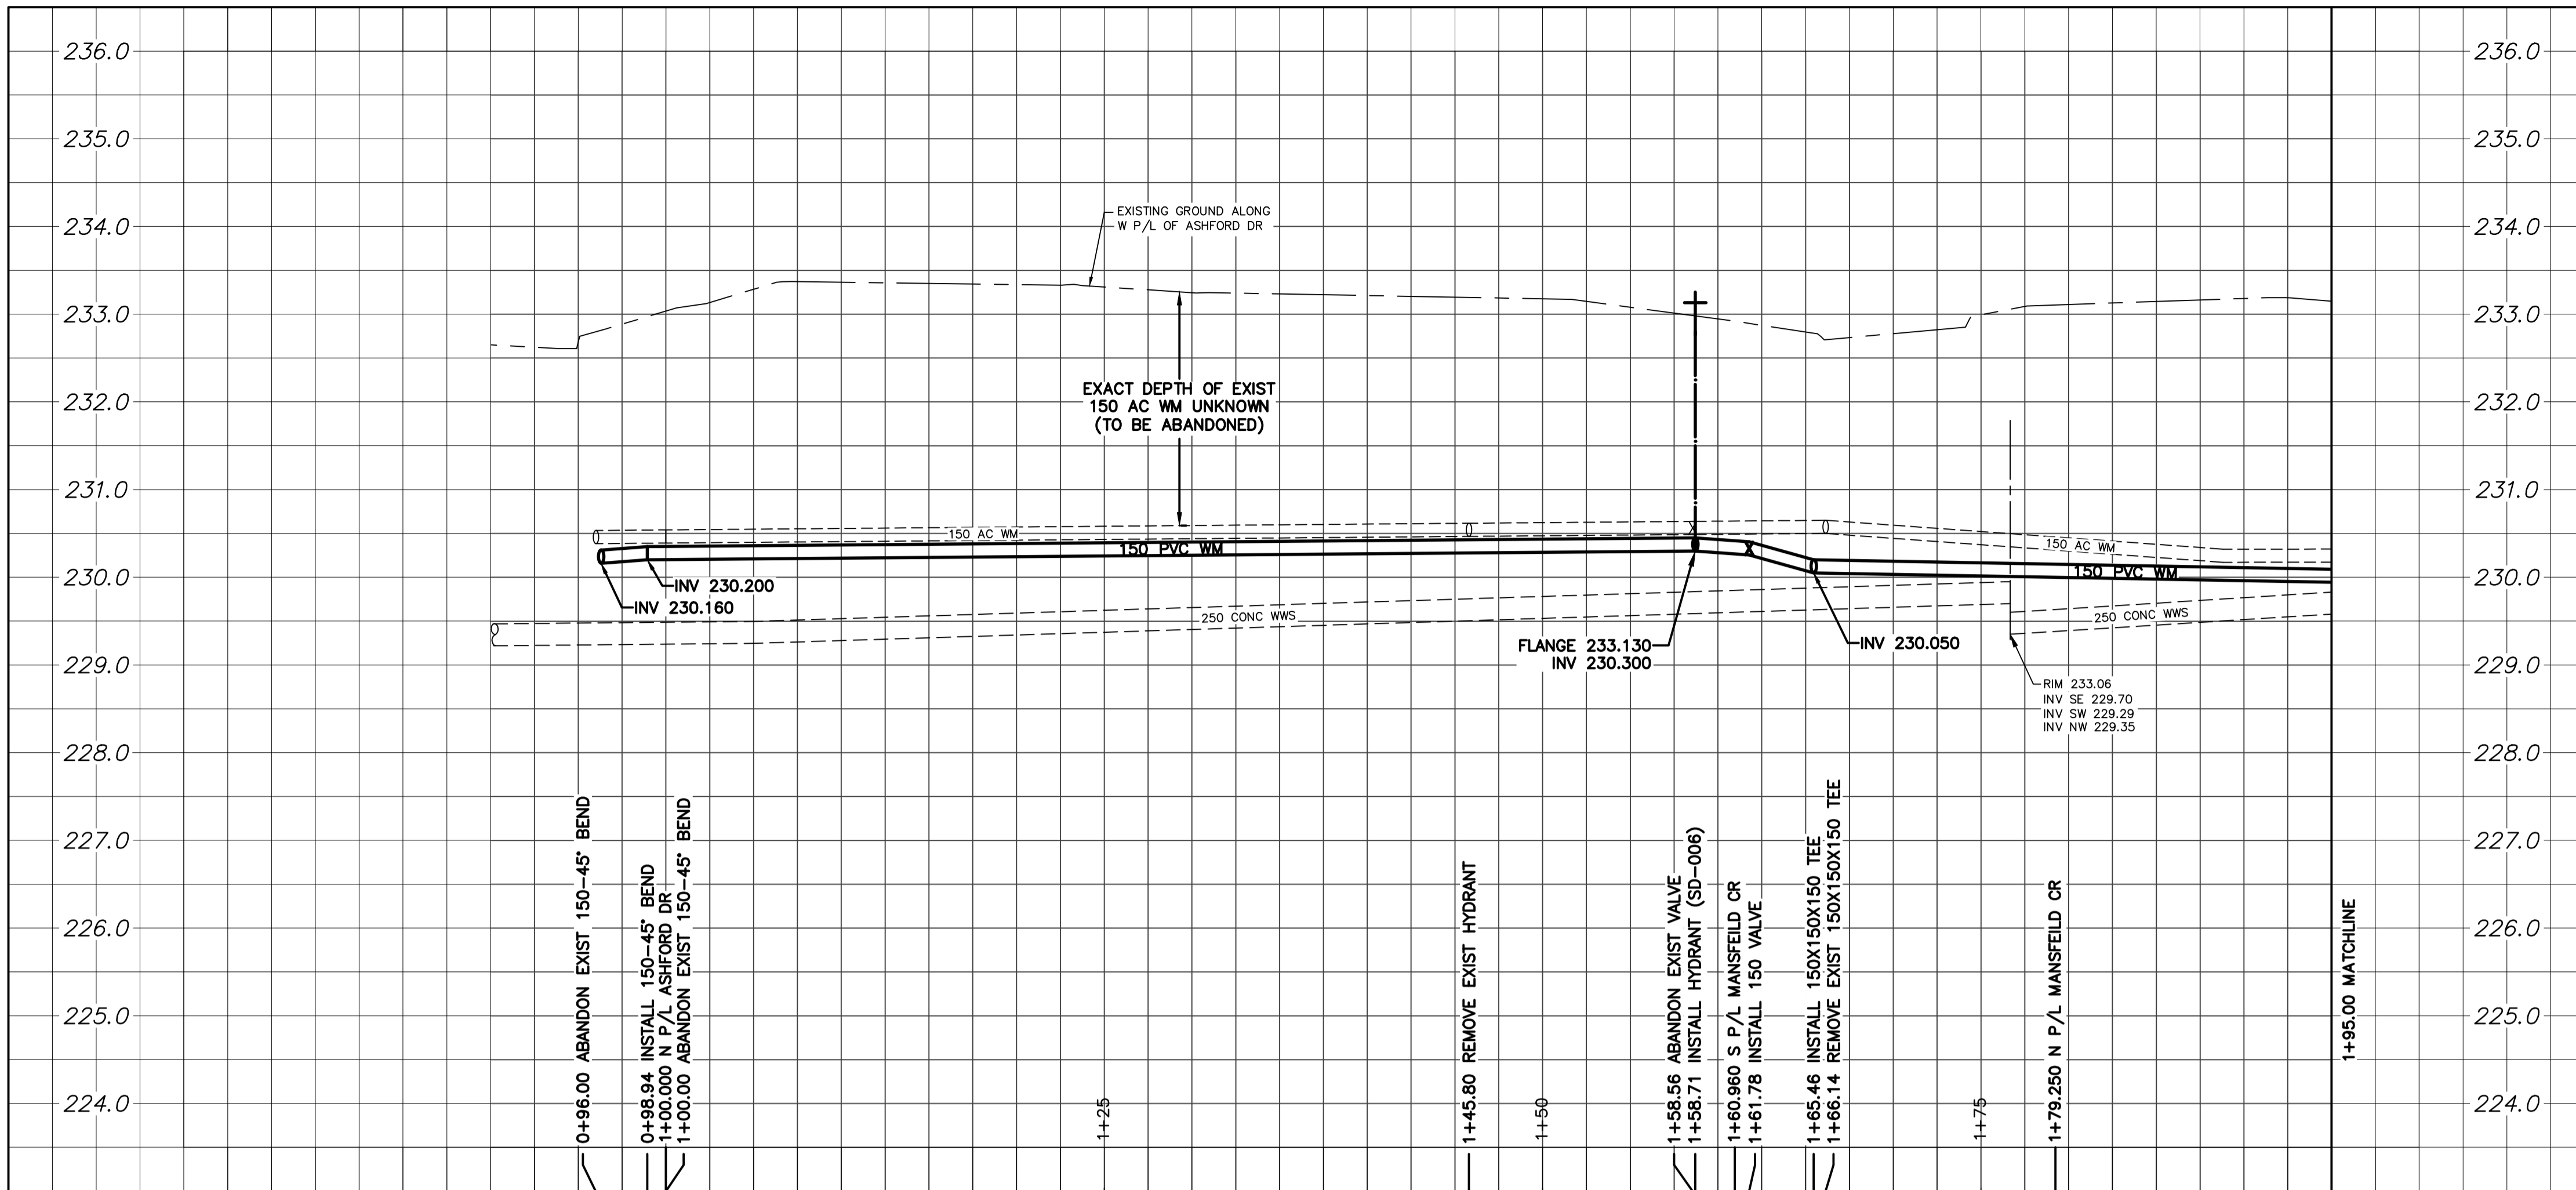 236.0
236.0
235.0
235.0
EXISTING GROUND ALONG
W P/L OF ASHFORD DR
234.0
234.0
233.0
233.0
EXACT DEPTH OF EXIST
150 AC WM UNKNOWN
(TO BE ABANDONED)
232.0
232.0
231.0
231.0
150 AC WM
150 PVC WM
150 AC WM
150 PVC WM
230.0
230.0
INV 230.200
INV 230.160
250 CONC WWS
250 CONC WWS
FLANGE 233.130
INV 230.300
INV 230.050
229.0
229.0
RIM 233.06
INV SE 229.70
INV SW 229.29
INV NW 229.35
228.0
228.0
227.0
227.0
226.0
226.0
225.0
225.0
224.0
224.0
0+96.00 ABANDON EXIST 150-45° BEND
0+98.94 INSTALL 150-45° BEND
1+00.000 N P/L ASHFORD DR
1+00.00 ABANDON EXIST 150-45° BEND
1+25
1+45.80 REMOVE EXIST HYDRANT
1+50
1+58.56 ABANDON EXIST VALVE
1+58.71 INSTALL HYDRANT (SD-006)
1+60.960 S P/L MANSFEILD CR
1+61.78 INSTALL 150 VALVE
1+65.46 INSTALL 150X150X150 TEE
1+66.14 REMOVE EXIST 150X150X150 TEE
1+75
1+79.250 N P/L MANSFEILD CR
1+95.00 MATCHLINE